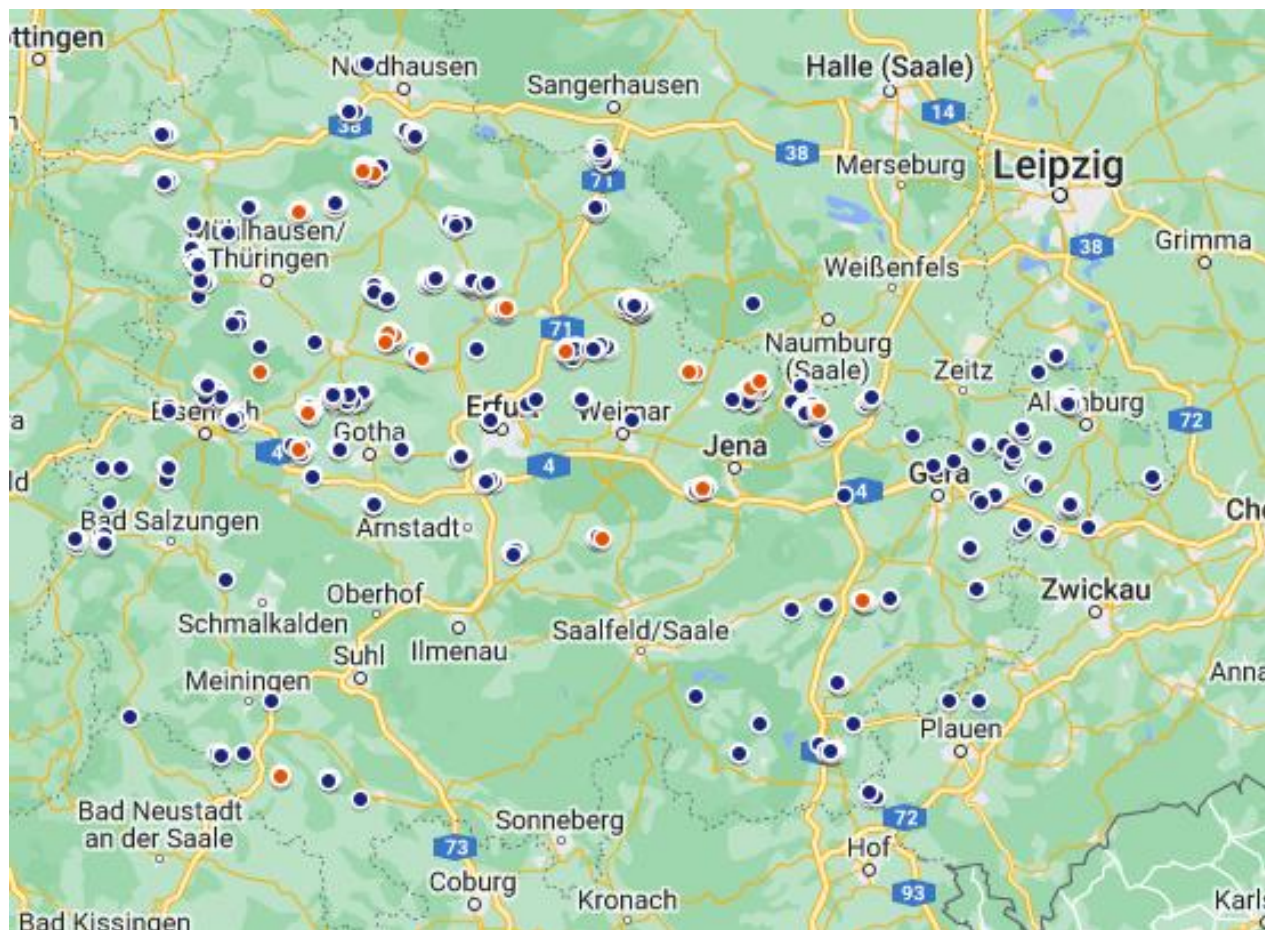 ttingen
Nordhausen
Sangerhausen
Halle (Saale)
14
38
38
Merseburg
Leipzig
71
38
Grimma
Mühlhausen/
Thüringen
Weißenfels
71
Naumburg
(Saale)
Zeitz
Eisenach
Erfurt
Weimar
Altenburg
72
a
Gotha
4
4
Jena
4
Gera
ld
Che
Bad Salzungen
Arnstadt
Oberhof
Zwickau
Schmalkalden
Ilmenau
Saalfeld/Saale
Suhl
Meiningen
Anna
Plauen
Bad Neustadt
an der Saale
Sonneberg
72
73
Hof
Coburg
93
Kronach
Karls
Bad Kissingen